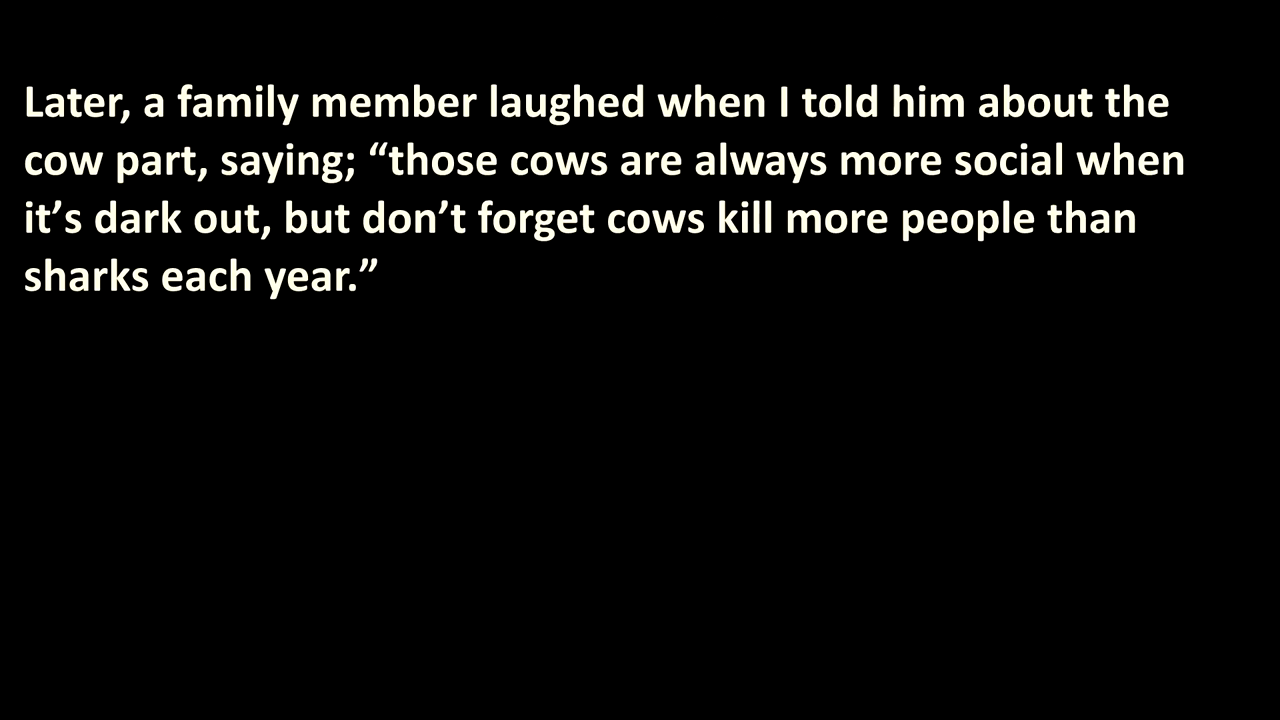 Later, a family member laughed when I told him about the
cow part, saying; “those cows are always more social when
it’s dark out, but don’t forget cows kill more people than
sharks each year.”